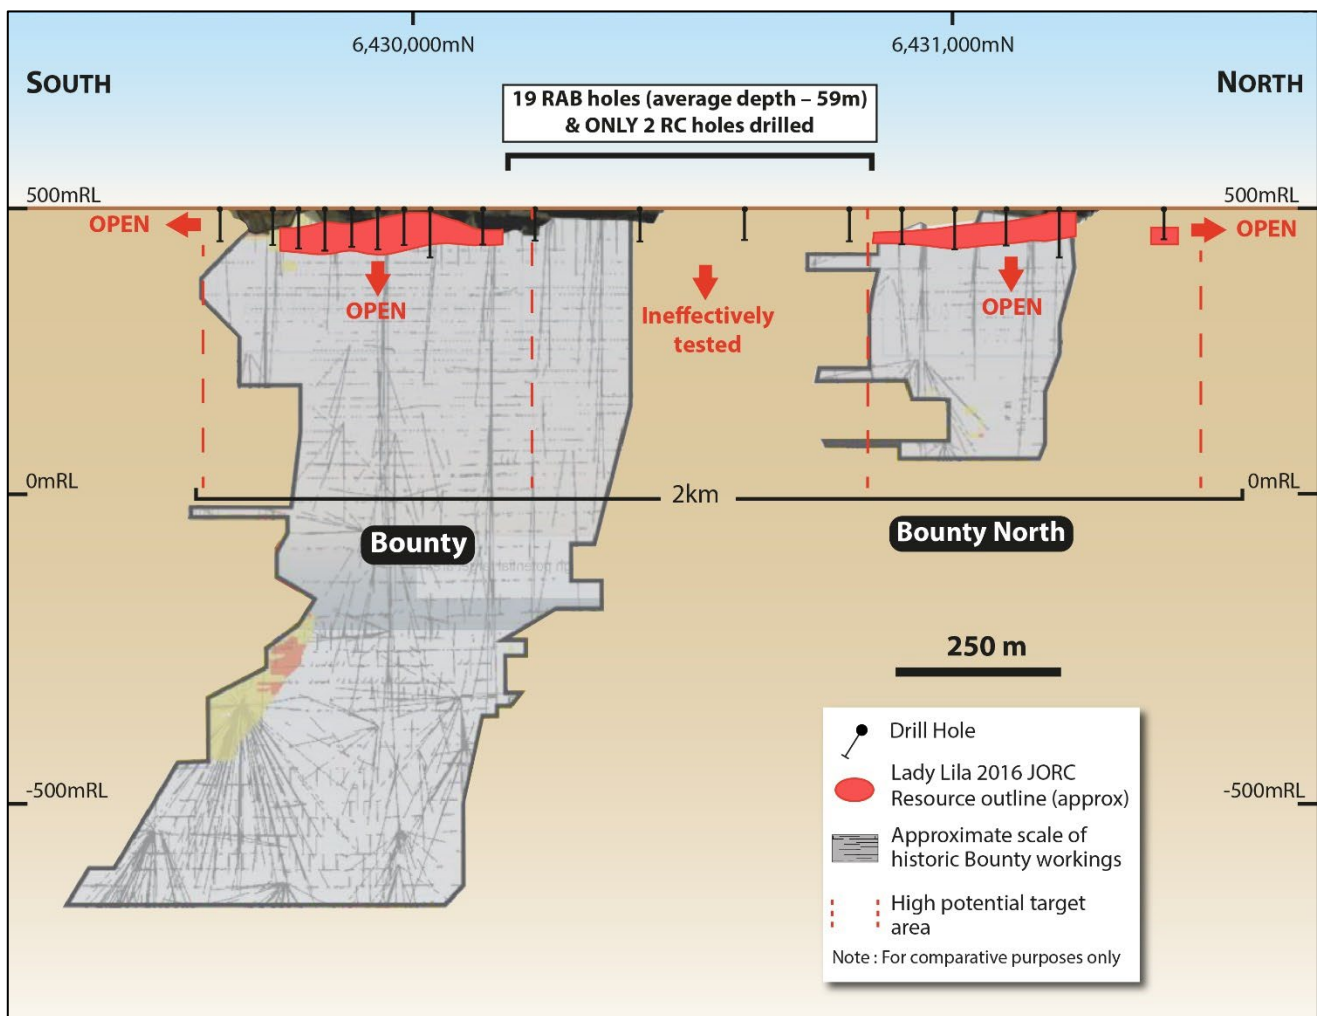 6,430,000mN
6,431,000mN
SOUTH
NORTH
19 RAB holes (average depth – 59m)
& ONLY 2 RC holes drilled
500mRL
500mRL
OPEN
OPEN
OPEN
Ineffectively
tested
OPEN
0mRL
2km
0mRL
Bounty
Bounty North
250 m
-500mRL
-500mRL
Drill Hole
Lady Lila 2016 JORC
Resource outline (approx)
Approximate scale of
historic Bounty workings
High potential target
area
Note : For comparative purposes only